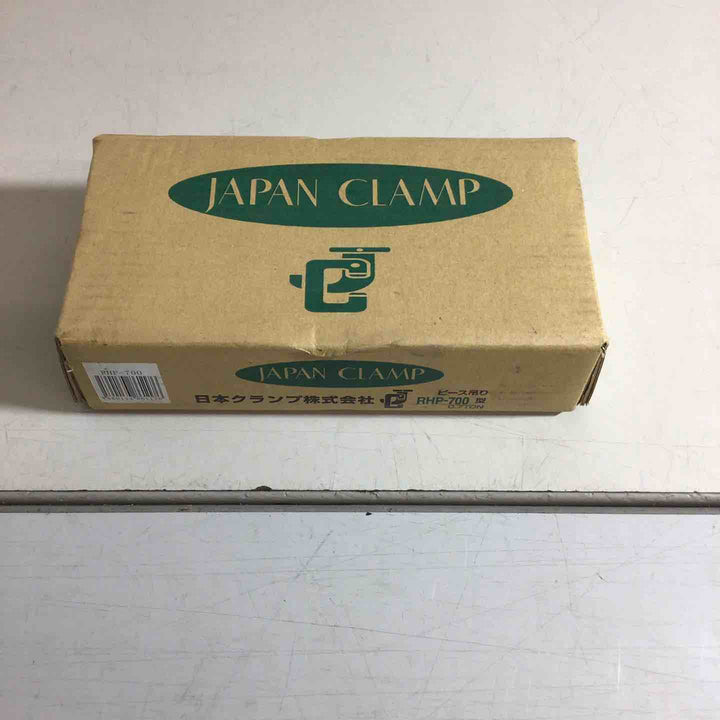 JAPAN CLAMP
JAPAN CLAMP
RHP-700
日本クランプ株式会社
ピース吊り
RHP-700 型
0.7TON